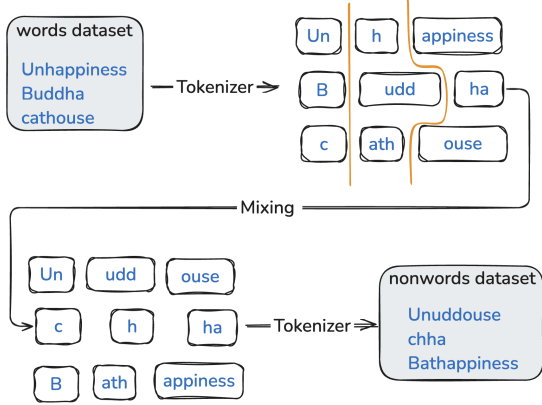 words dataset
Unhappiness
Buddha
cathouse
Tokenizer
Un h appiness
B udd ha
c ath ouse
Mixing
Un udd ouse
c h ha
B ath appiness
Tokenizer
nonwords dataset
Unuddouse
chha
Bathappiness